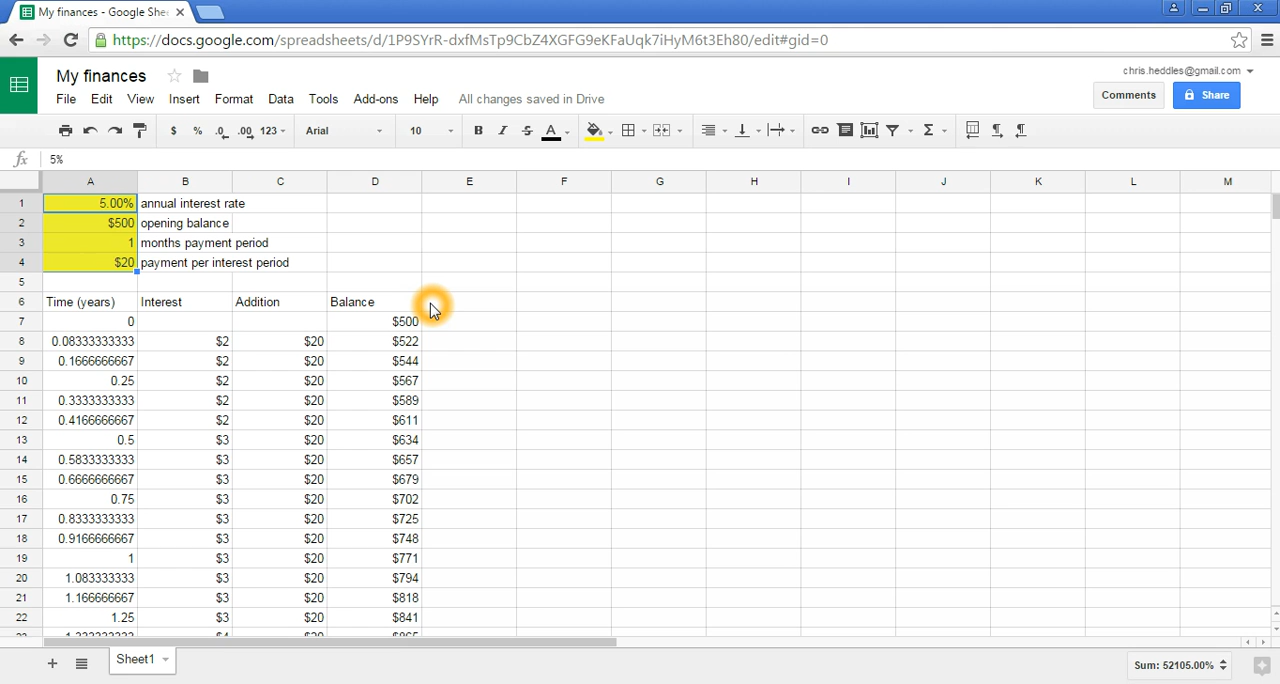 My finances - Google She
https://docs.google.com/spreadsheets/d/1P9SYrR-dxfMsTp9CbZ4XGFG9eKFaUqk7iHyM6t3Eh80/edit#gid=0
My finances
chris.heddles@gmail.com
File Edit View Insert Format Data Tools Add-ons Help All changes saved in Drive
Comments Share
$ % .0 .00 123 Arial 10 B I S A Σ
fx 5%
A B C D E F G H I J K L M
1 5.00% annual interest rate
2 $500 opening balance
3 1 months payment period
4 $20 payment per interest period
5
6 Time (years) Interest Addition Balance
7 0 $500
8 0.08333333333 $2 $20 $522
9 0.1666666667 $2 $20 $544
10 0.25 $2 $20 $567
11 0.3333333333 $2 $20 $589
12 0.4166666667 $2 $20 $611
13 0.5 $3 $20 $634
14 0.5833333333 $3 $20 $657
15 0.6666666667 $3 $20 $679
16 0.75 $3 $20 $702
17 0.8333333333 $3 $20 $725
18 0.9166666667 $3 $20 $748
19 1 $3 $20 $771
20 1.083333333 $3 $20 $794
21 1.166666667 $3 $20 $818
22 1.25 $3 $20 $841
23 1.333333333 $4 $20 $865
Sheet1
Sum: 52105.00%